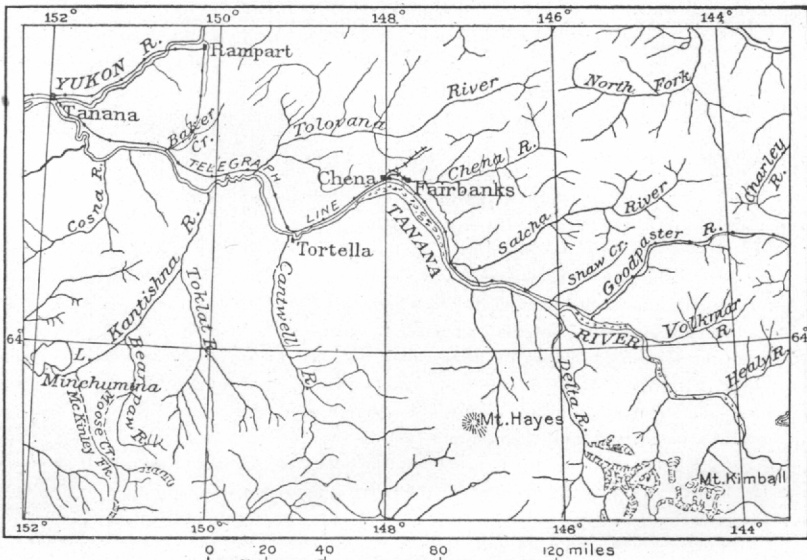 152°
150°
148°
146°
144°
YUKON R.
Rampart
Tanana
Baker Cr.
Tolovana River
North Fork
TELEGRAPH LINE
Chena
Chena R.
Fairbanks
Charley R.
Cosna R.
Salcha River
Kantishna R.
Tortella
TANANA RIVER
Shaw Cr.
Goodpaster R.
Toklat R.
Cantwell R.
Volkmar R.
64
64°
L. Minchumina
Bearpaw R.
Delta R.
Healy R.
Moose Cr.
McKinley Fk.
Mt. Hayes
Mt. Kimball
152°
150°
148°
146°
144°
0 20 40 80 120 miles